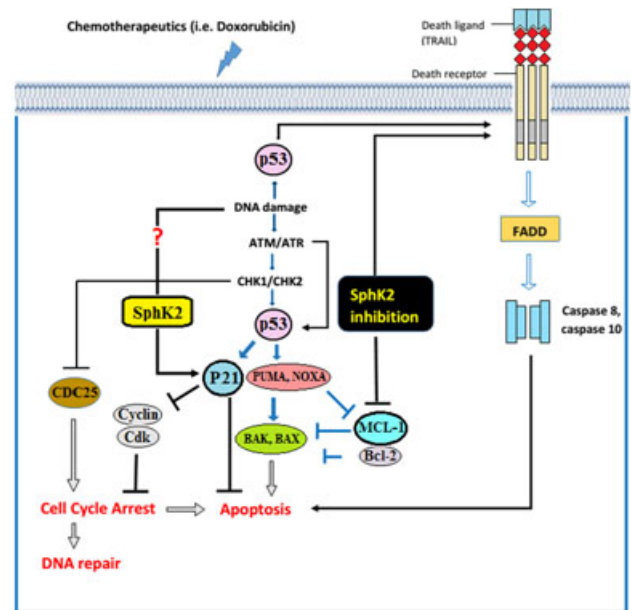 Chemotherapeutics (i.e. Doxorubicin)
Death ligand
(TRAIL)
Death receptor
p53
DNA damage
?
ATM/ATR
FADD
CHK1/CHK2
SphK2
SphK2
inhibition
Caspase 8,
caspase 10
p53
P21
PUMA, NOXA
CDC25
Cyclin
Cdk
MCL-1
BAK, BAX
Bcl-2
Cell Cycle Arrest
Apoptosis
DNA repair